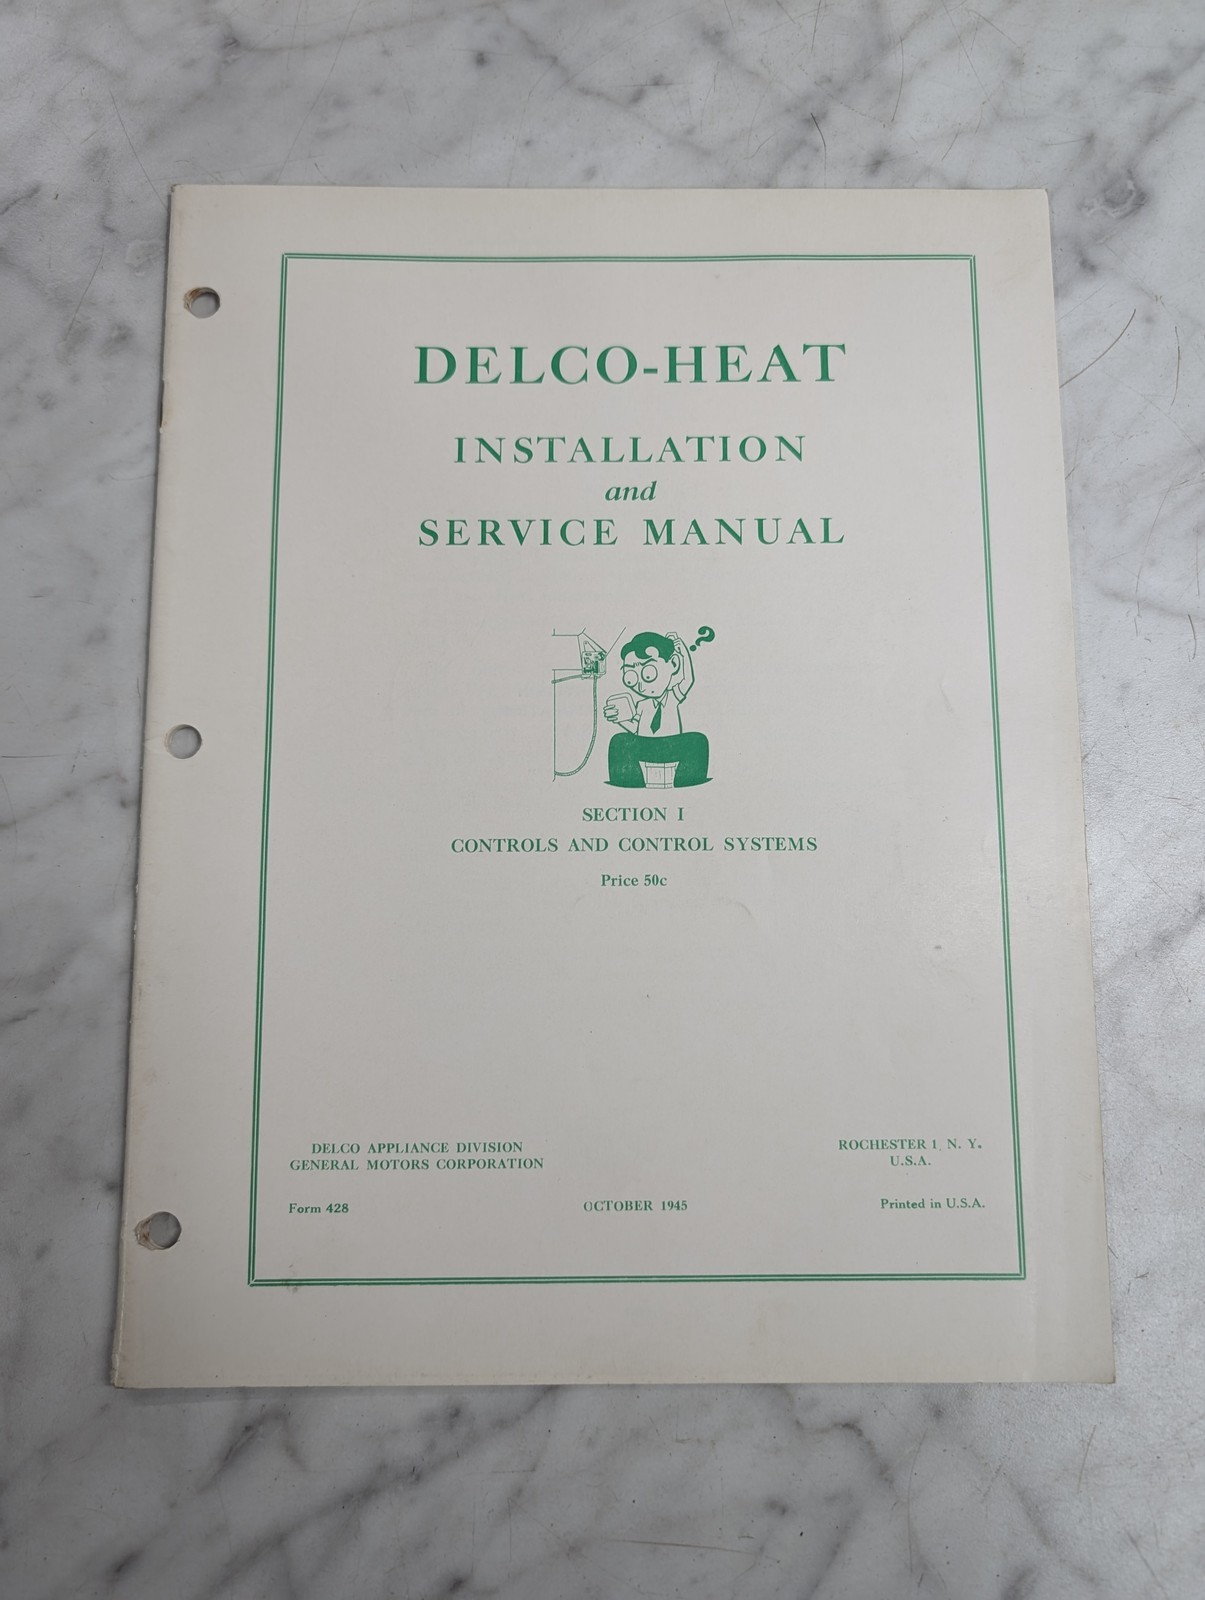 DELCO-HEAT
INSTALLATION
and
SERVICE MANUAL
?
SECTION I
CONTROLS AND CONTROL SYSTEMS
Price 50c
DELCO APPLIANCE DIVISION
GENERAL MOTORS CORPORATION
ROCHESTER 1, N. Y.
U.S.A.
Form 428
OCTOBER 1945
Printed in U.S.A.